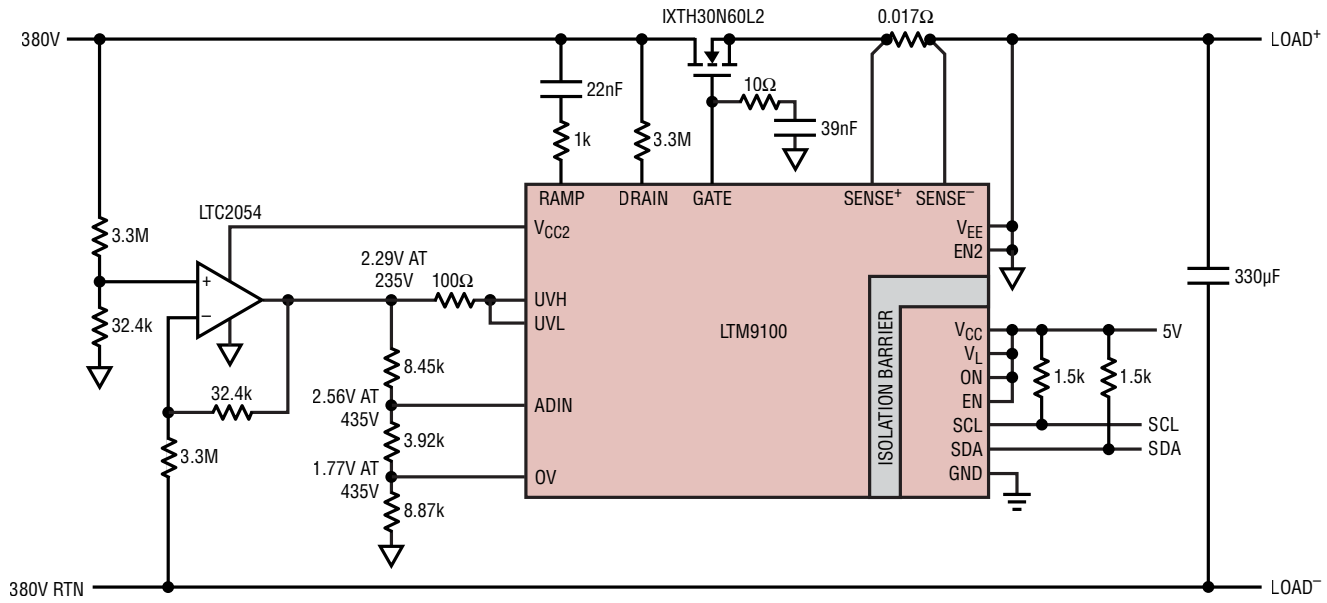 IXTH30N60L2
0.017Ω
380V
LOAD+
22nF
10Ω
1k
3.3M
39nF
RAMP
DRAIN
GATE
SENSE+
SENSE–
LTC2054
VCC2
VEE
EN2
3.3M
2.29V AT
235V
100Ω
+
–
UVH
UVL
330µF
32.4k
LTM9100
ISOLATION BARRIER
VCC
5V
VL
8.45k
ON
1.5k
1.5k
32.4k
2.56V AT
435V
ADIN
EN
3.92k
SCL
SCL
3.3M
SDA
SDA
1.77V AT
435V
OV
GND
8.87k
380V RTN
LOAD–